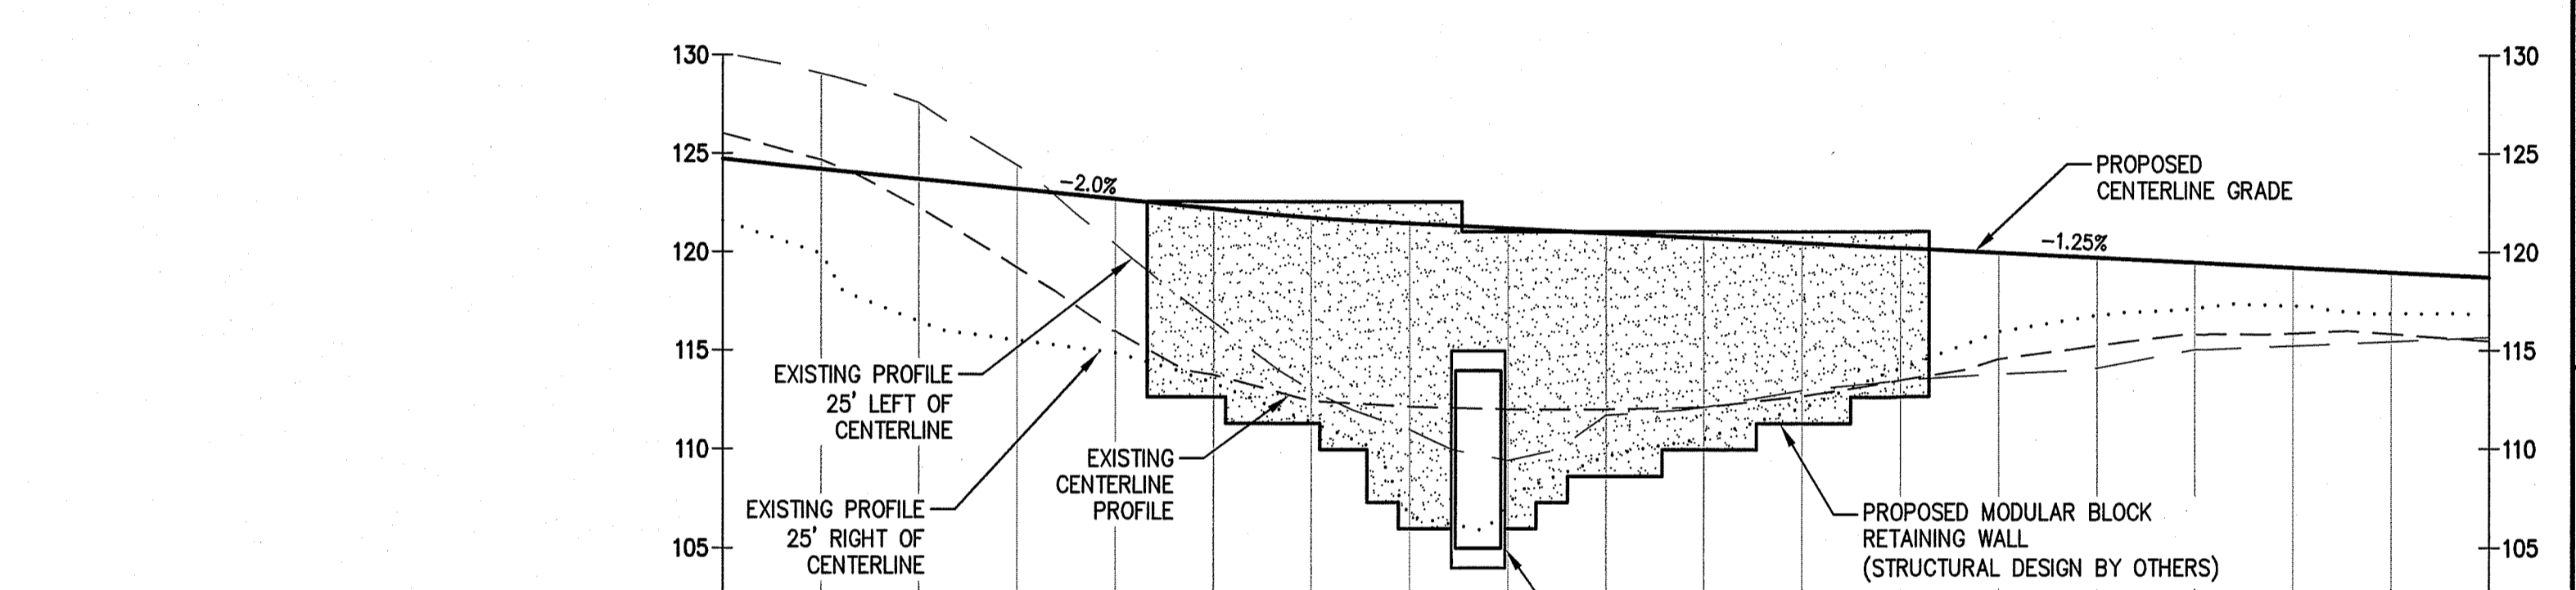 130
125
120
115
110
105
-2.0%
EXISTING PROFILE
25' LEFT OF
CENTERLINE
EXISTING PROFILE
25' RIGHT OF
CENTERLINE
EXISTING
CENTERLINE
PROFILE
PROPOSED
CENTERLINE GRADE
-1.25%
PROPOSED MODULAR BLOCK
RETAINING WALL
(STRUCTURAL DESIGN BY OTHERS)
130
125
120
115
110
105